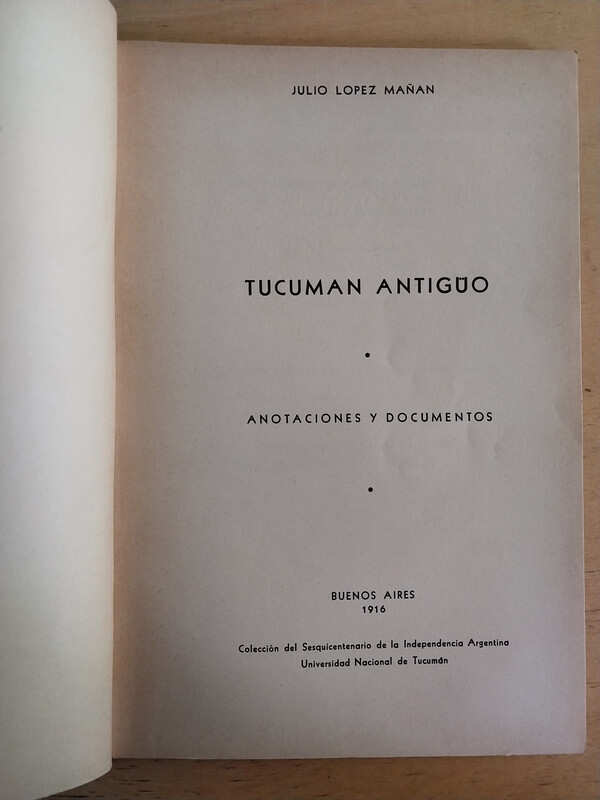 JULIO LOPEZ MAÑAN
TUCUMAN ANTIGÜO
ANOTACIONES Y DOCUMENTOS
BUENOS AIRES
1916
Colección del Sesquicentenario de la Independencia Argentina
Universidad Nacional de Tucumán